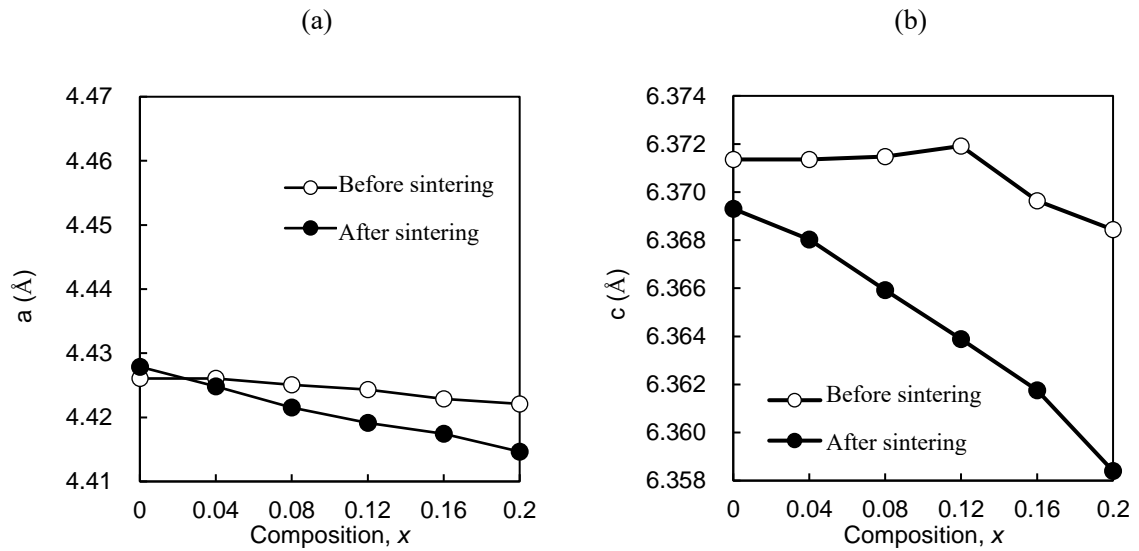 (a)
4.47
4.46
4.45
4.44
4.43
4.42
4.41
a (Å)
Before sintering
After sintering
0 0.04 0.08 0.12 0.16 0.2
Composition, x
(b)
6.374
6.372
6.370
6.368
6.366
6.364
6.362
6.360
6.358
c (Å)
Before sintering
After sintering
0 0.04 0.08 0.12 0.16 0.2
Composition, x